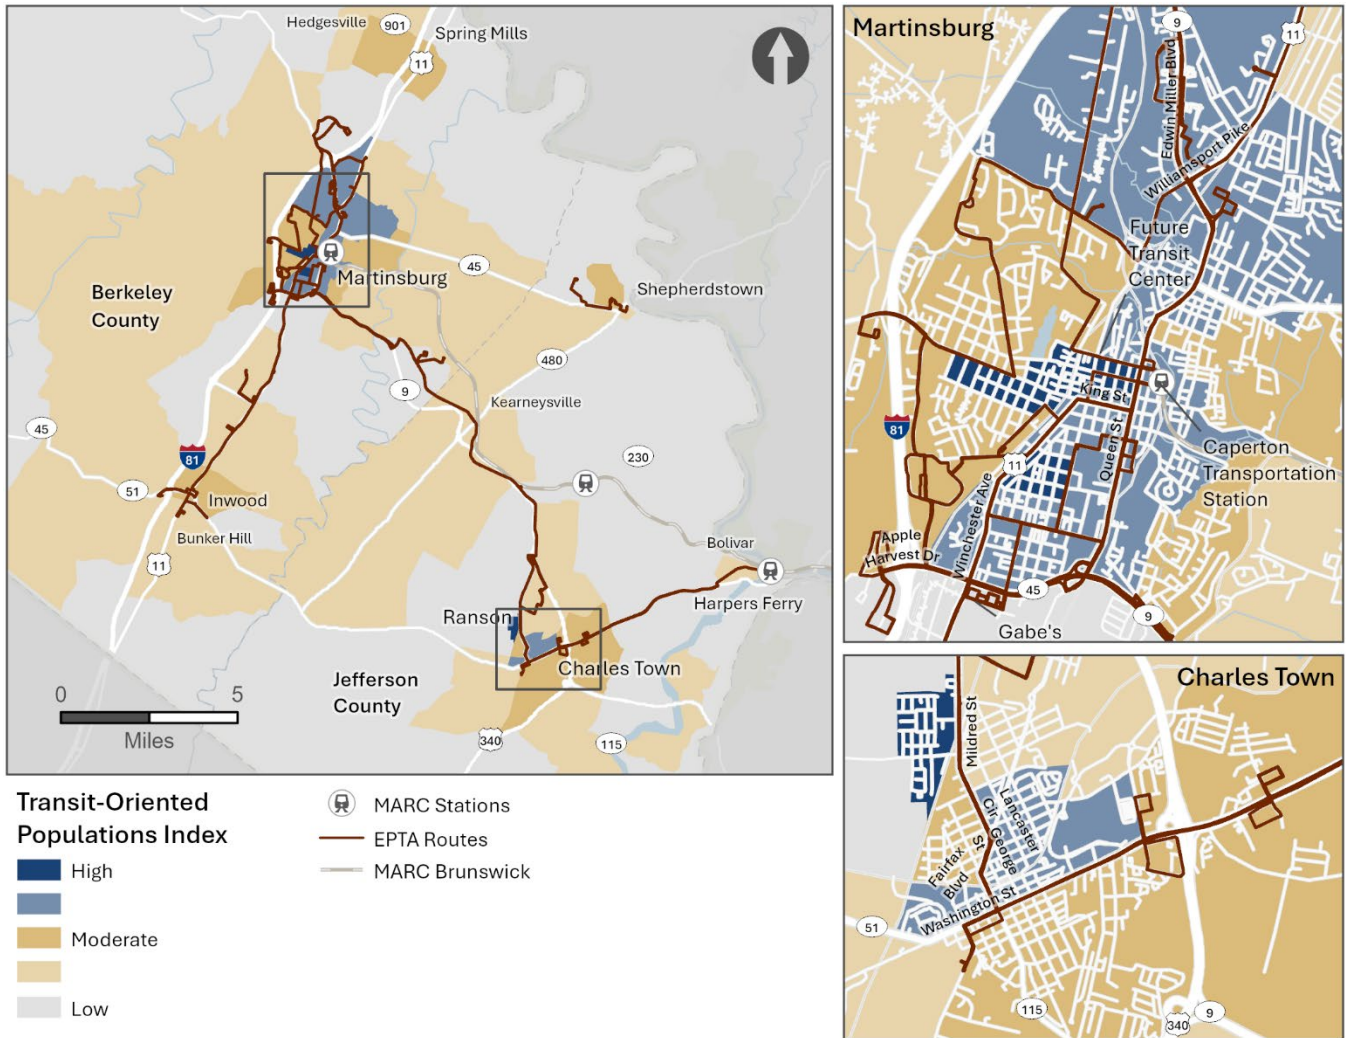 Hedgesville
901
Spring Mills
11
Berkeley
County
Martinsburg
45
Shepherdstown
480
9
Kearneysville
45
81
51
Inwood
Bunker Hill
11
230
Bolivar
Harpers Ferry
Ranson
Charles Town
Jefferson
County
340
115
0 5
Miles
Martinsburg
9
11
Edwin Miller Blvd
Williamsport Pike
Future
Transit
Center
King St
81
11
Queen St
Winchester Ave
Caperton
Transportation
Station
Apple
Harvest Dr
45
9
Gabe's
Charles Town
Mildred St
Lancaster
Cir
George
St
Fairfax
Blvd
Washington St
51
115
9
340
Transit-Oriented
Populations Index
High
Moderate
Low
MARC Stations
EPTA Routes
MARC Brunswick